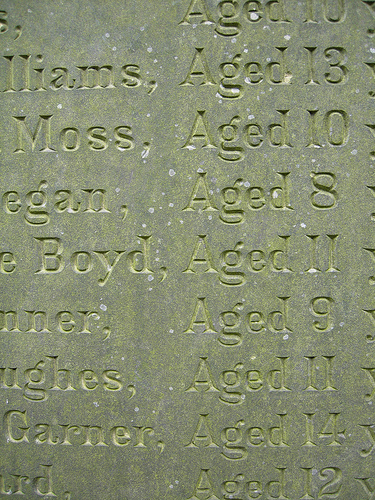 s, Aged 10 y
lliams, Aged 13 y
Moss, Aged 10 y
egan, Aged 8 y
e Boyd, Aged 11 y
nner, Aged 9 y
ughes, Aged 11 y
Garner, Aged 14 y
ard, Aged 12 y